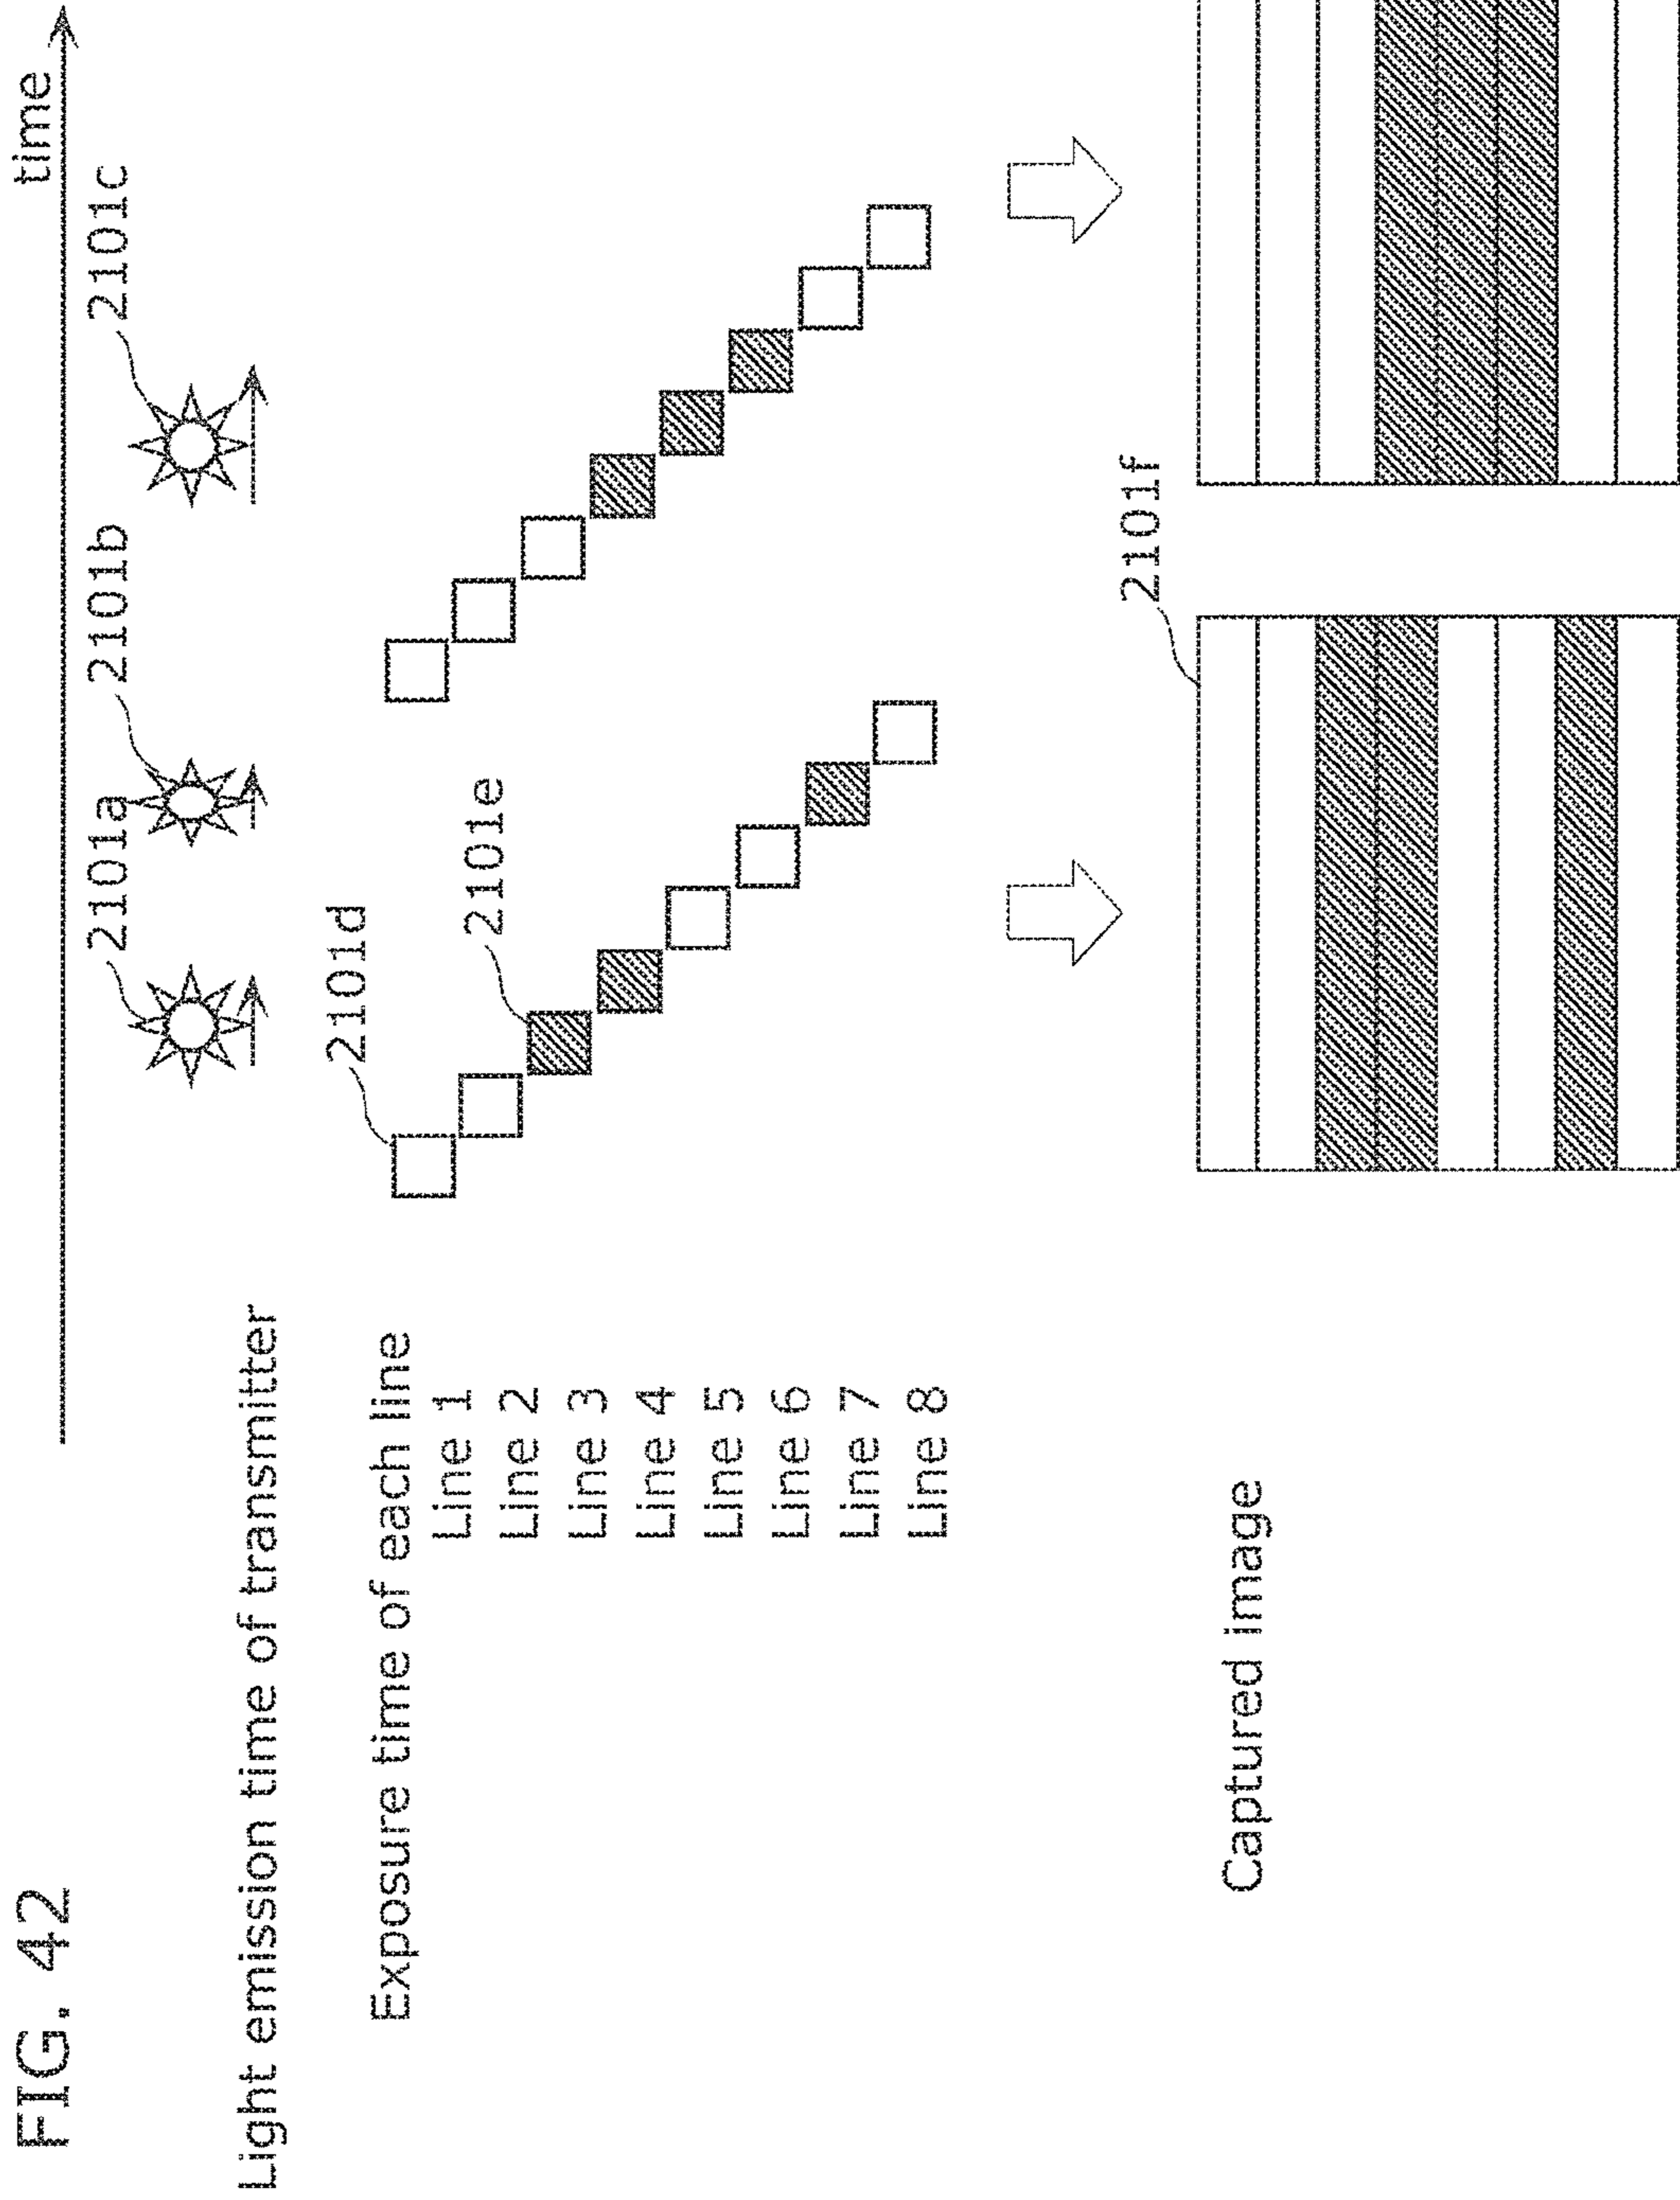 FIG. 42
time
2101a
2101b
2101c
Light emission time of transmitter
2101d
2101e
Exposure time of each line
Line 1
Line 2
Line 3
Line 4
Line 5
Line 6
Line 7
Line 8
2101f
Captured image